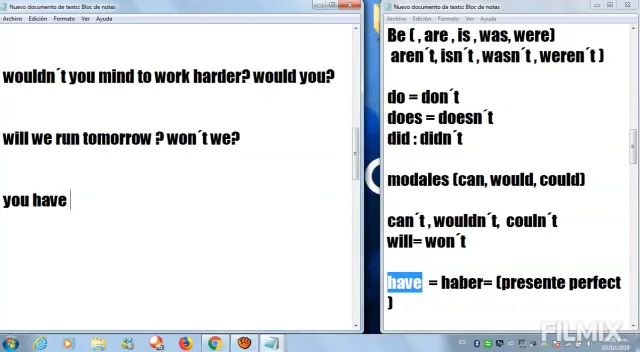 Nuevo documento de texto: Bloc de notas
Archivo Edición Formato Ver Ayuda
wouldn´t you mind to work harder? would you?
will we run tomorrow ? won´t we?
you have
Nuevo documento de texto: Bloc de notas
Archivo Edición Formato Ver Ayuda
Be ( , are , is , was, were)
aren´t, isn´t , wasn´t , weren´t )
do = don´t
does = doesn´t
did : didn´t
modales (can, would, could)
can´t , wouldn´t, couln´t
will= won´t
have = haber= (presente perfect
)
ES
FILMIX